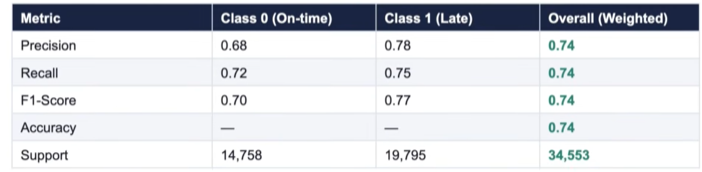 Metric Class 0 (On-time) Class 1 (Late) Overall (Weighted)
Precision 0.68 0.78 0.74
Recall 0.72 0.75 0.74
F1-Score 0.70 0.77 0.74
Accuracy — — 0.74
Support 14,758 19,795 34,553